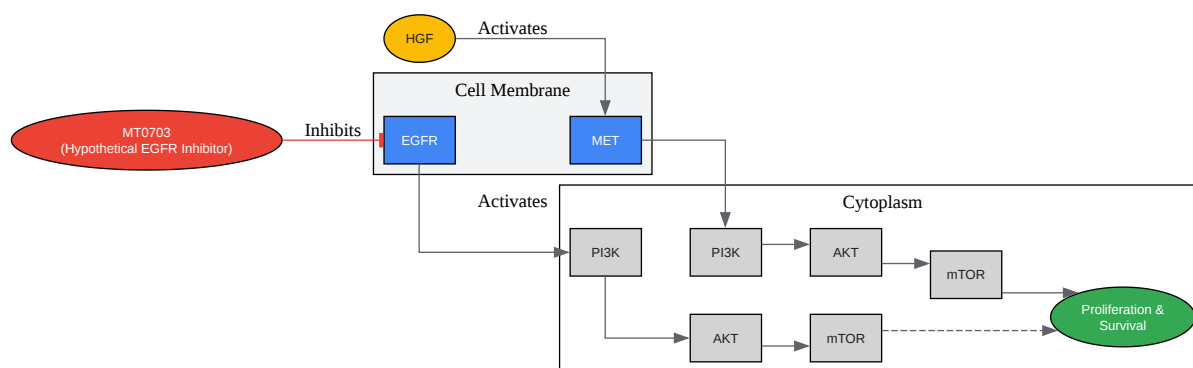 HGF
Activates
Cell Membrane
MT0703
(Hypothetical EGFR Inhibitor)
Inhibits
EGFR
MET
Activates
Cytoplasm
PI3K
PI3K
AKT
mTOR
AKT
mTOR
Proliferation &
Survival